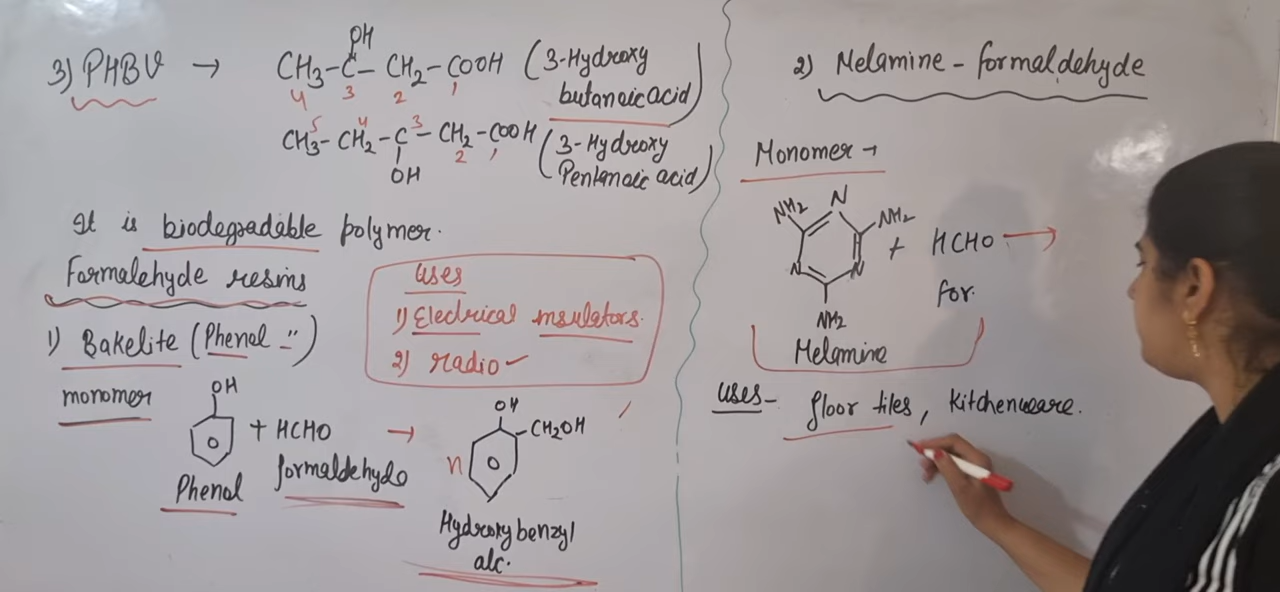 3) PHBV →
OH
CH3-C-CH2-COOH (3-Hydroxy
butanoic acid)
4 3 2 1
5 4 3
CH3-CH2-C-CH2-COOH (3-Hydroxy
2 1
OH
Pentanoic acid)
It is biodegradable polymer.
Formalehyde resins
1) Bakelite (Phenol -")
monomer
OH
+ HCHO →
Phenol
formaldehyde
uses
1) Electrical insulators.
2) radio ✓
OH
CH2OH
n
Hydroxy benzyl
alc.
2) Melamine - formaldehyde
Monomer →
NH2 N NH2
N N
NH2
+ HCHO →
for.
Melamine
uses - floor tiles, kitchenware.